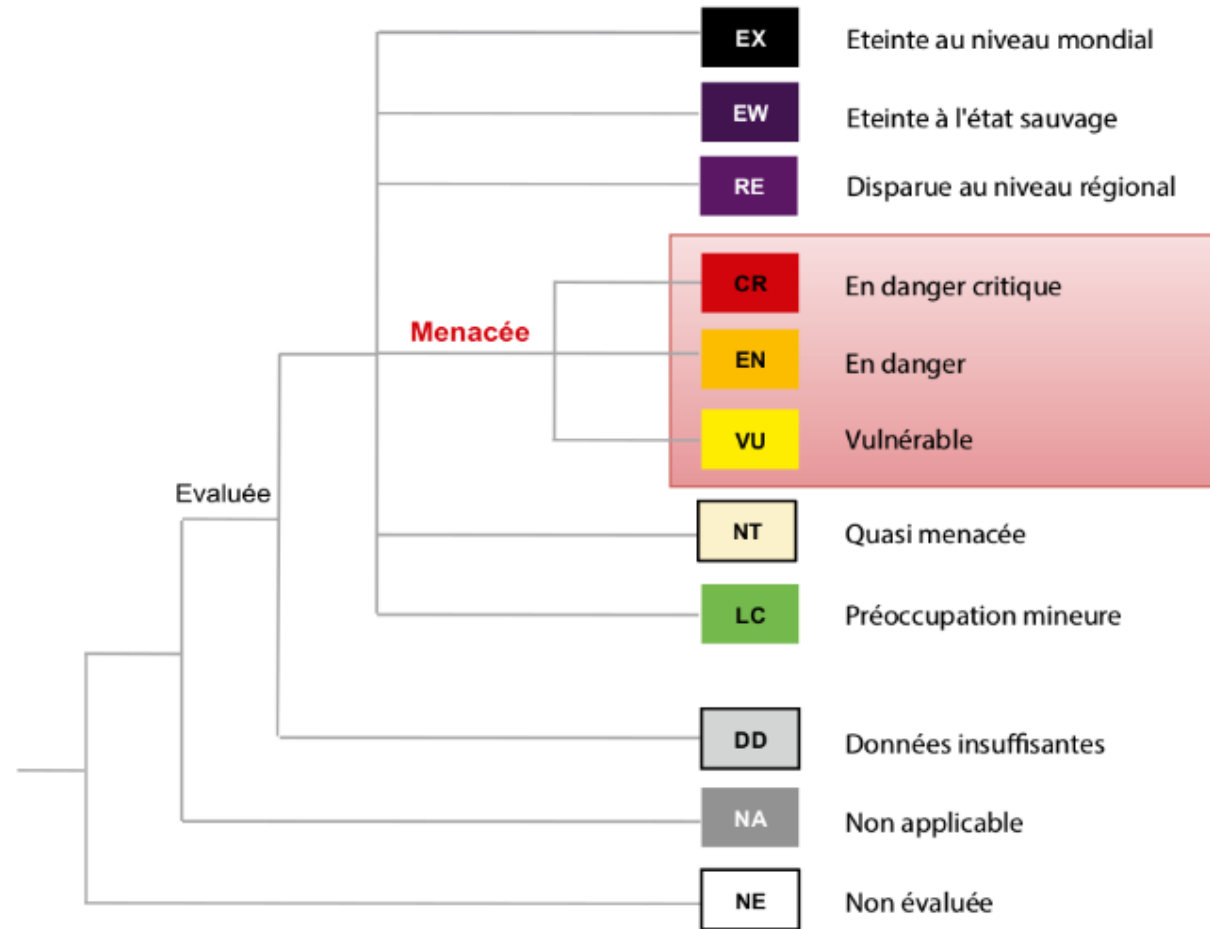 EX Eteinte au niveau mondial
EW Eteinte à l'état sauvage
RE Disparue au niveau régional
CR En danger critique
Menacée
EN En danger
VU Vulnérable
Evaluée
NT Quasi menacée
LC Préoccupation mineure
DD Données insuffisantes
NA Non applicable
NE Non évaluée